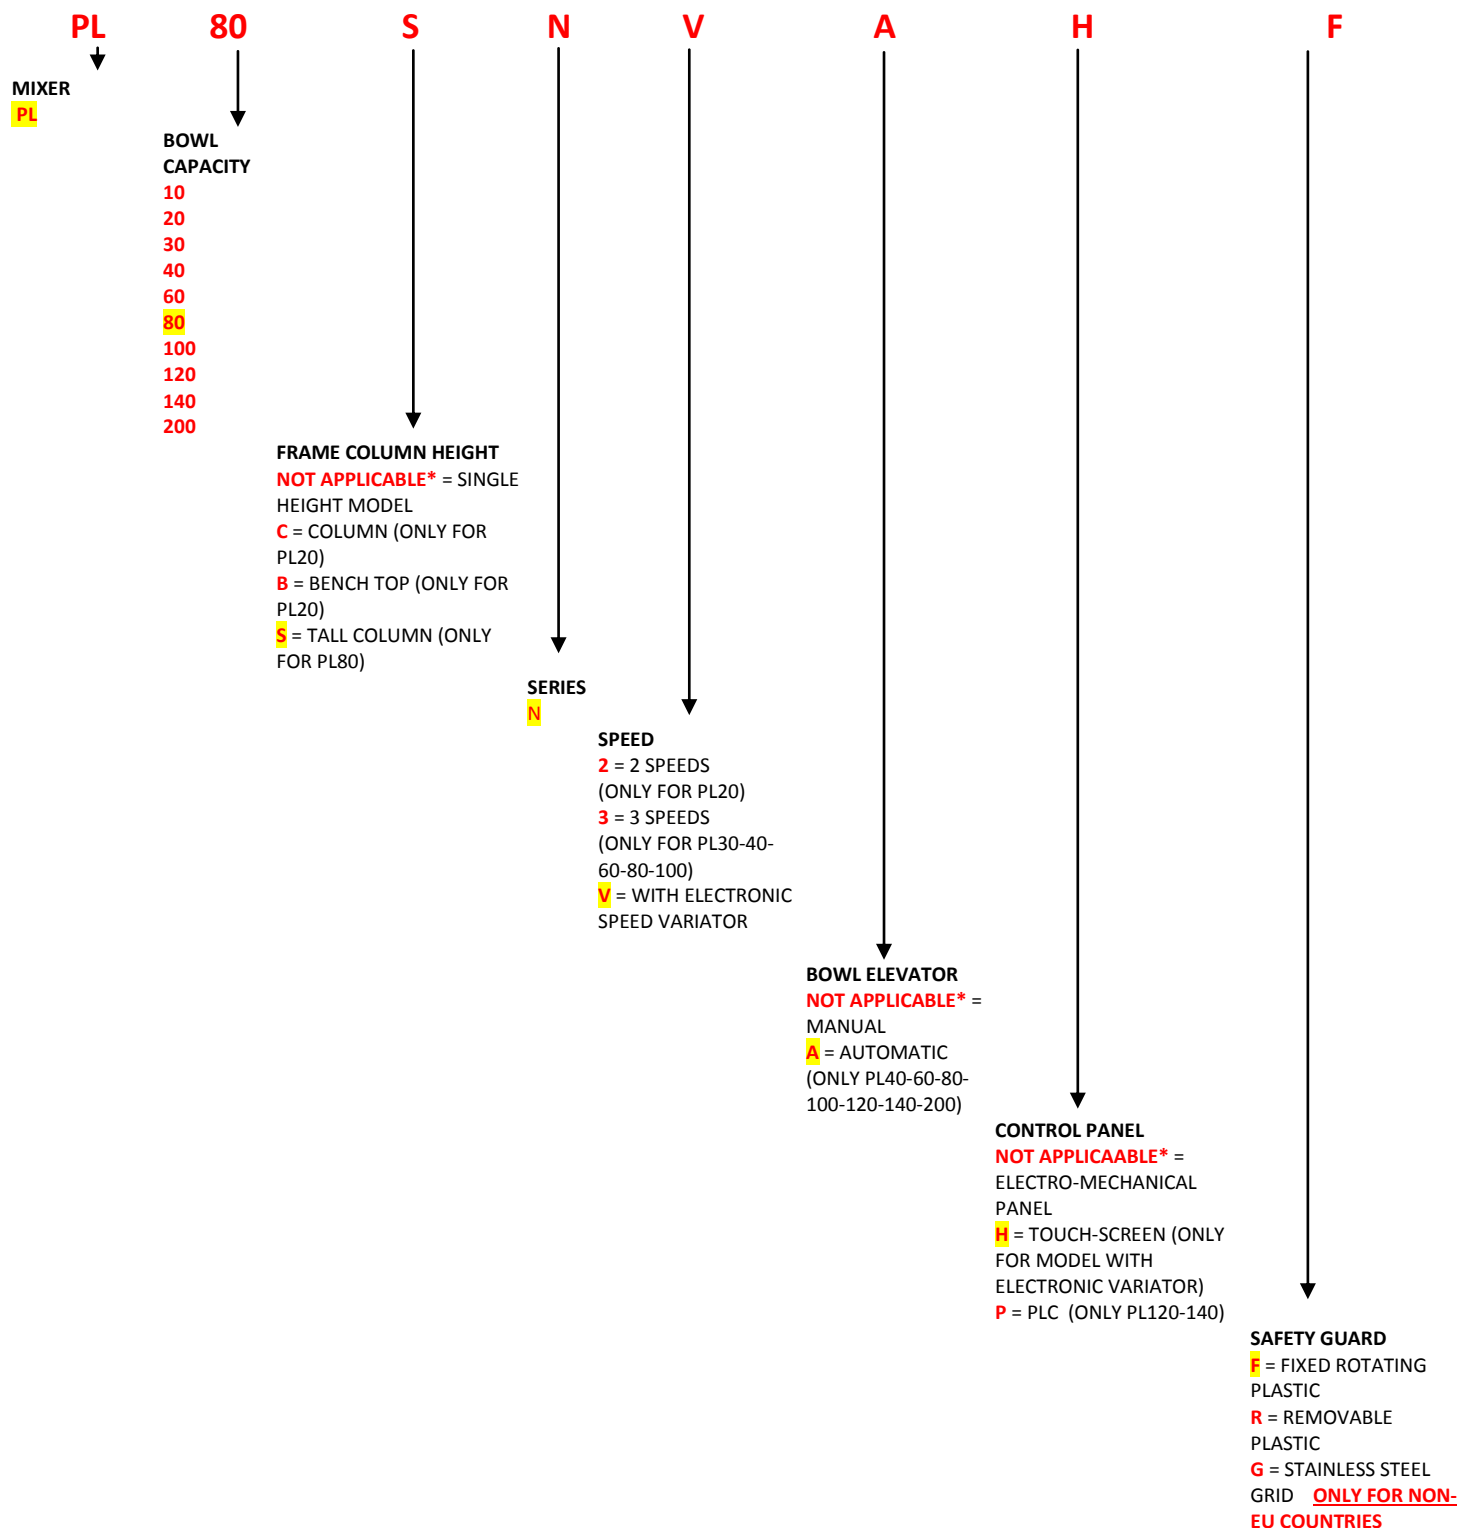 PL 80 S N V A H F
MIXER
PL
BOWL
CAPACITY
10
20
30
40
60
80
100
120
140
200
FRAME COLUMN HEIGHT
NOT APPLICABLE* = SINGLE
HEIGHT MODEL
C = COLUMN (ONLY FOR
PL20)
B = BENCH TOP (ONLY FOR
PL20)
S = TALL COLUMN (ONLY
FOR PL80)
SERIES
N
SPEED
2 = 2 SPEEDS
(ONLY FOR PL20)
3 = 3 SPEEDS
(ONLY FOR PL30-40-
60-80-100)
V = WITH ELECTRONIC
SPEED VARIATOR
BOWL ELEVATOR
NOT APPLICABLE* =
MANUAL
A = AUTOMATIC
(ONLY PL40-60-80-
100-120-140-200)
CONTROL PANEL
NOT APPLICAABLE* =
ELECTRO-MECHANICAL
PANEL
H = TOUCH-SCREEN (ONLY
FOR MODEL WITH
ELECTRONIC VARIATOR)
P = PLC (ONLY PL120-140)
SAFETY GUARD
F = FIXED ROTATING
PLASTIC
R = REMOVABLE
PLASTIC
G = STAINLESS STEEL
GRID ONLY FOR NON-
EU COUNTRIES